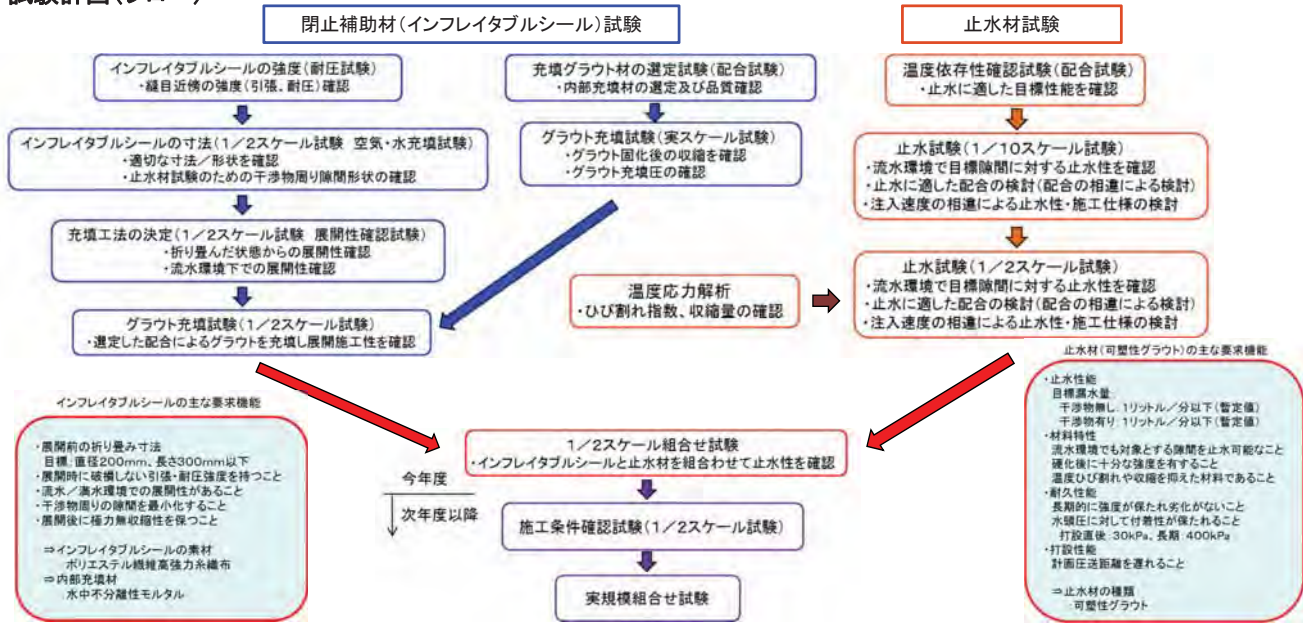 閉止補助材(インフレイタブルシール)試験
止水材試験
インフレイタブルシールの強度(耐圧試験)
・縫目近傍の強度(引張、耐圧)確認
インフレイタブルシールの寸法(1/2スケール試験 空気・水充填試験)
・適切な寸法/形状を確認
・止水材試験のための干渉物周り隙間形状の確認
充填工法の決定(1/2スケール試験 展開性確認試験)
・折り畳んだ状態からの展開性確認
・流水環境下での展開性確認
グラウト充填試験(1/2スケール試験)
・選定した配合によるグラウトを充填し展開施工性を確認
充填グラウト材の選定試験(配合試験)
・内部充填材の選定及び品質確認
グラウト充填試験(実スケール試験)
・グラウト固化後の収縮を確認
・グラウト充填圧の確認
温度依存性確認試験(配合試験)
・止水に適した目標性能を確認
止水試験(1/10スケール試験)
・流水環境で目標隙間に対する止水性を確認
・止水に適した配合の検討(配合の相違による検討)
・注入速度の相違による止水性・施工仕様の検討
温度応力解析
・ひび割れ指数、収縮量の確認
止水試験(1/2スケール試験)
・流水環境で目標隙間に対する止水性を確認
・止水に適した配合の検討(配合の相違による検討)
・注入速度の相違による止水性・施工仕様の検討
インフレイタブルシールの主な要求機能
・展開前の折り畳み寸法
目標:直径200mm、長さ300mm以下
・展開時に破損しない引張・耐圧強度を持つこと
・流水/満水環境での展開性があること
・干渉物周りの隙間を最小化すること
・展開後に極力無収縮性を保つこと
⇒インフレイタブルシールの素材
ポリエステル繊維高強力糸織布
⇒内部充填材
水中不分離性モルタル
1/2スケール組合せ試験
・インフレイタブルシールと止水材を組合わせて止水性を確認
今年度
次年度以降
施工条件確認試験(1/2スケール試験)
実規模組合せ試験
止水材(可塑性グラウト)の主な要求機能
・止水性能
目標漏水量:
干渉物無し:1リットル/分以下(暫定値)
干渉物有り:1リットル/分以下(暫定値)
・材料特性
流水環境でも対象とする隙間を止水可能なこと
硬化後に十分な強度を有すること
温度ひび割れや収縮を抑えた材料であること
・耐久性能
長期的に強度が保たれ劣化がないこと
水頭圧に対して付着性が保たれること
打設直後:30kPa、長期:400kPa
・打設性能
計画圧送距離を遅れること
⇒止水材の種類
可塑性グラウト